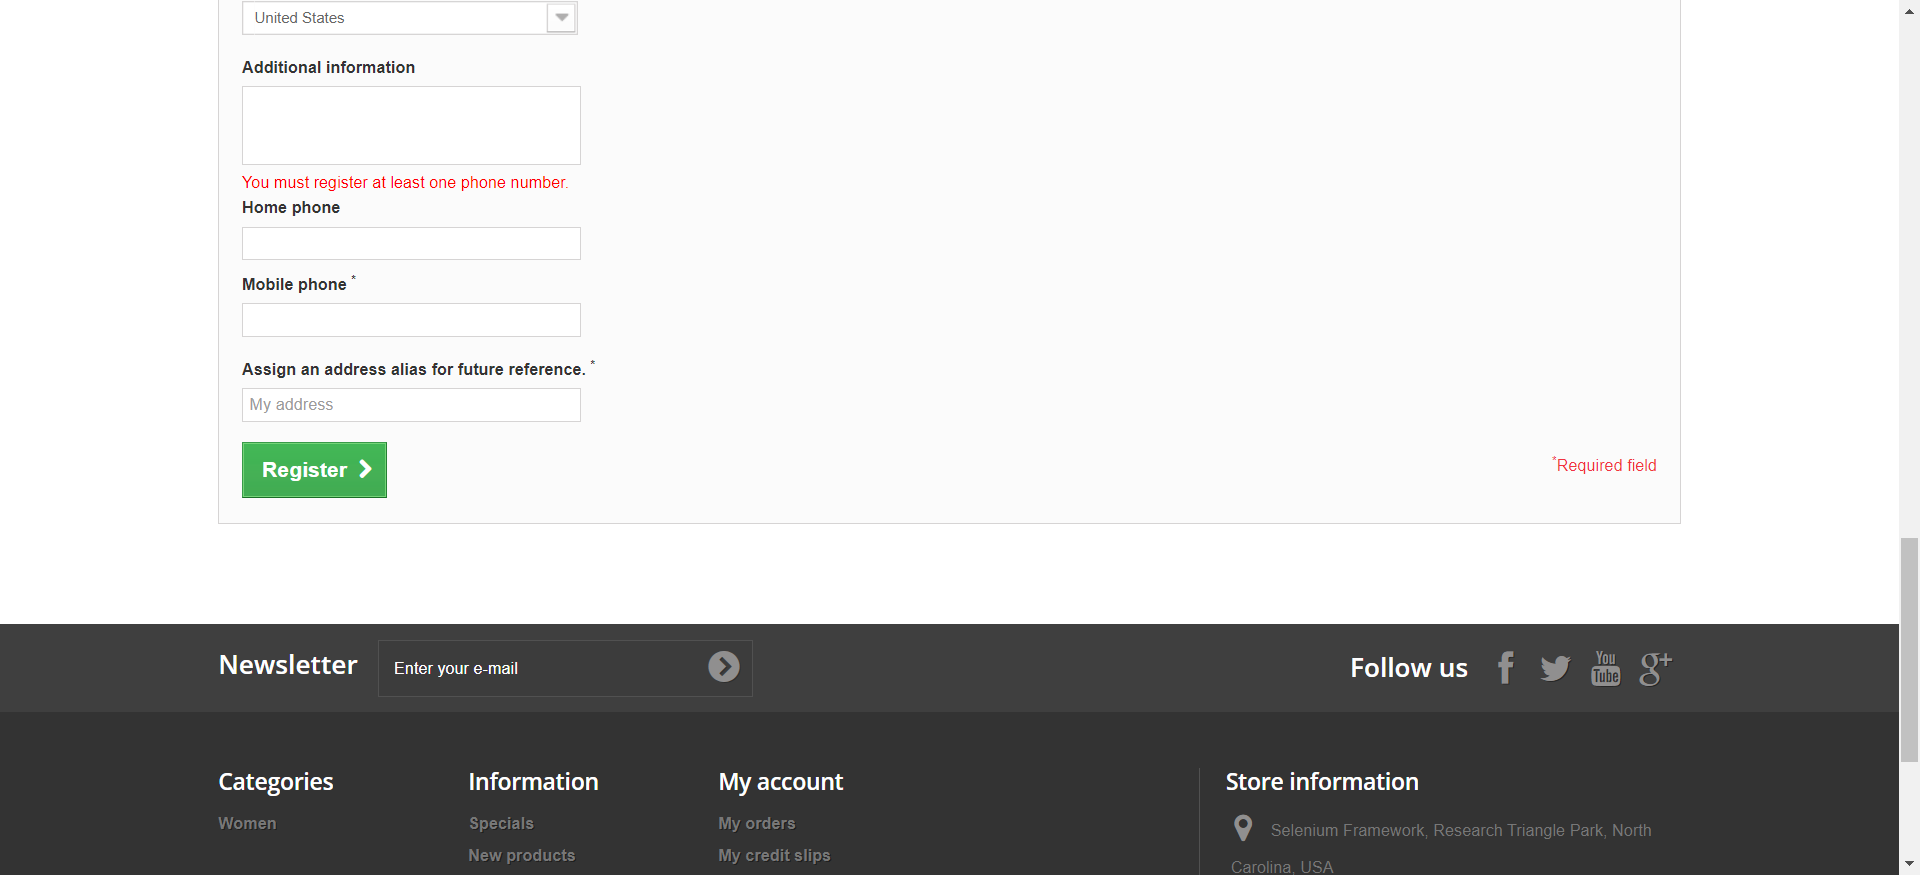 United States
Additional information
You must register at least one phone number.
Home phone
Mobile phone *
Assign an address alias for future reference. *
My address
Register
*Required field
Newsletter
Enter your e-mail
Follow us
f
You
Tube
g+
Categories
Information
My account
Store information
Women
Specials
My orders
Selenium Framework, Research Triangle Park, North
New products
My credit slips
Carolina, USA